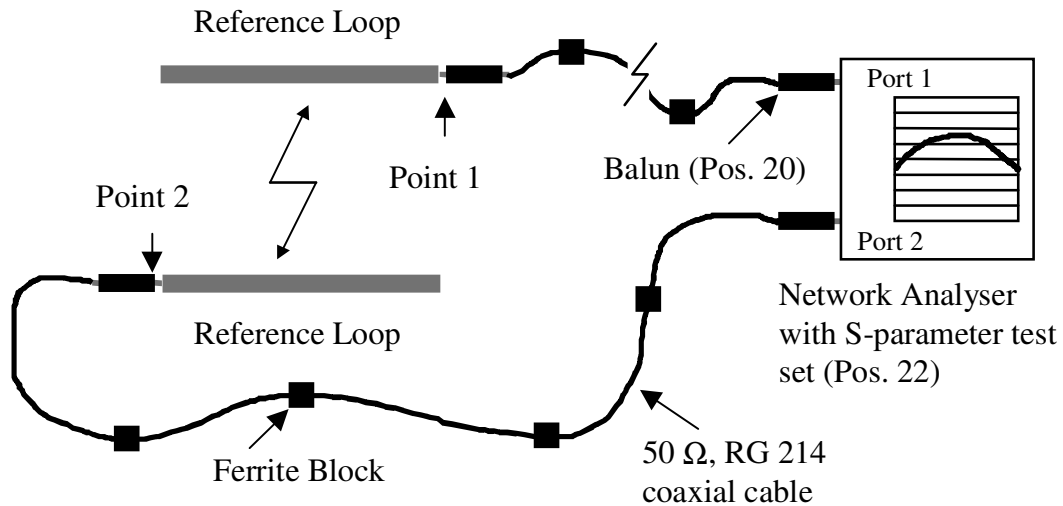 Reference Loop
Port 1
Point 1
Balun (Pos. 20)
Point 2
Port 2
Reference Loop
Network Analyser
with S-parameter test
set (Pos. 22)
Ferrite Block
50 Ω, RG 214
coaxial cable